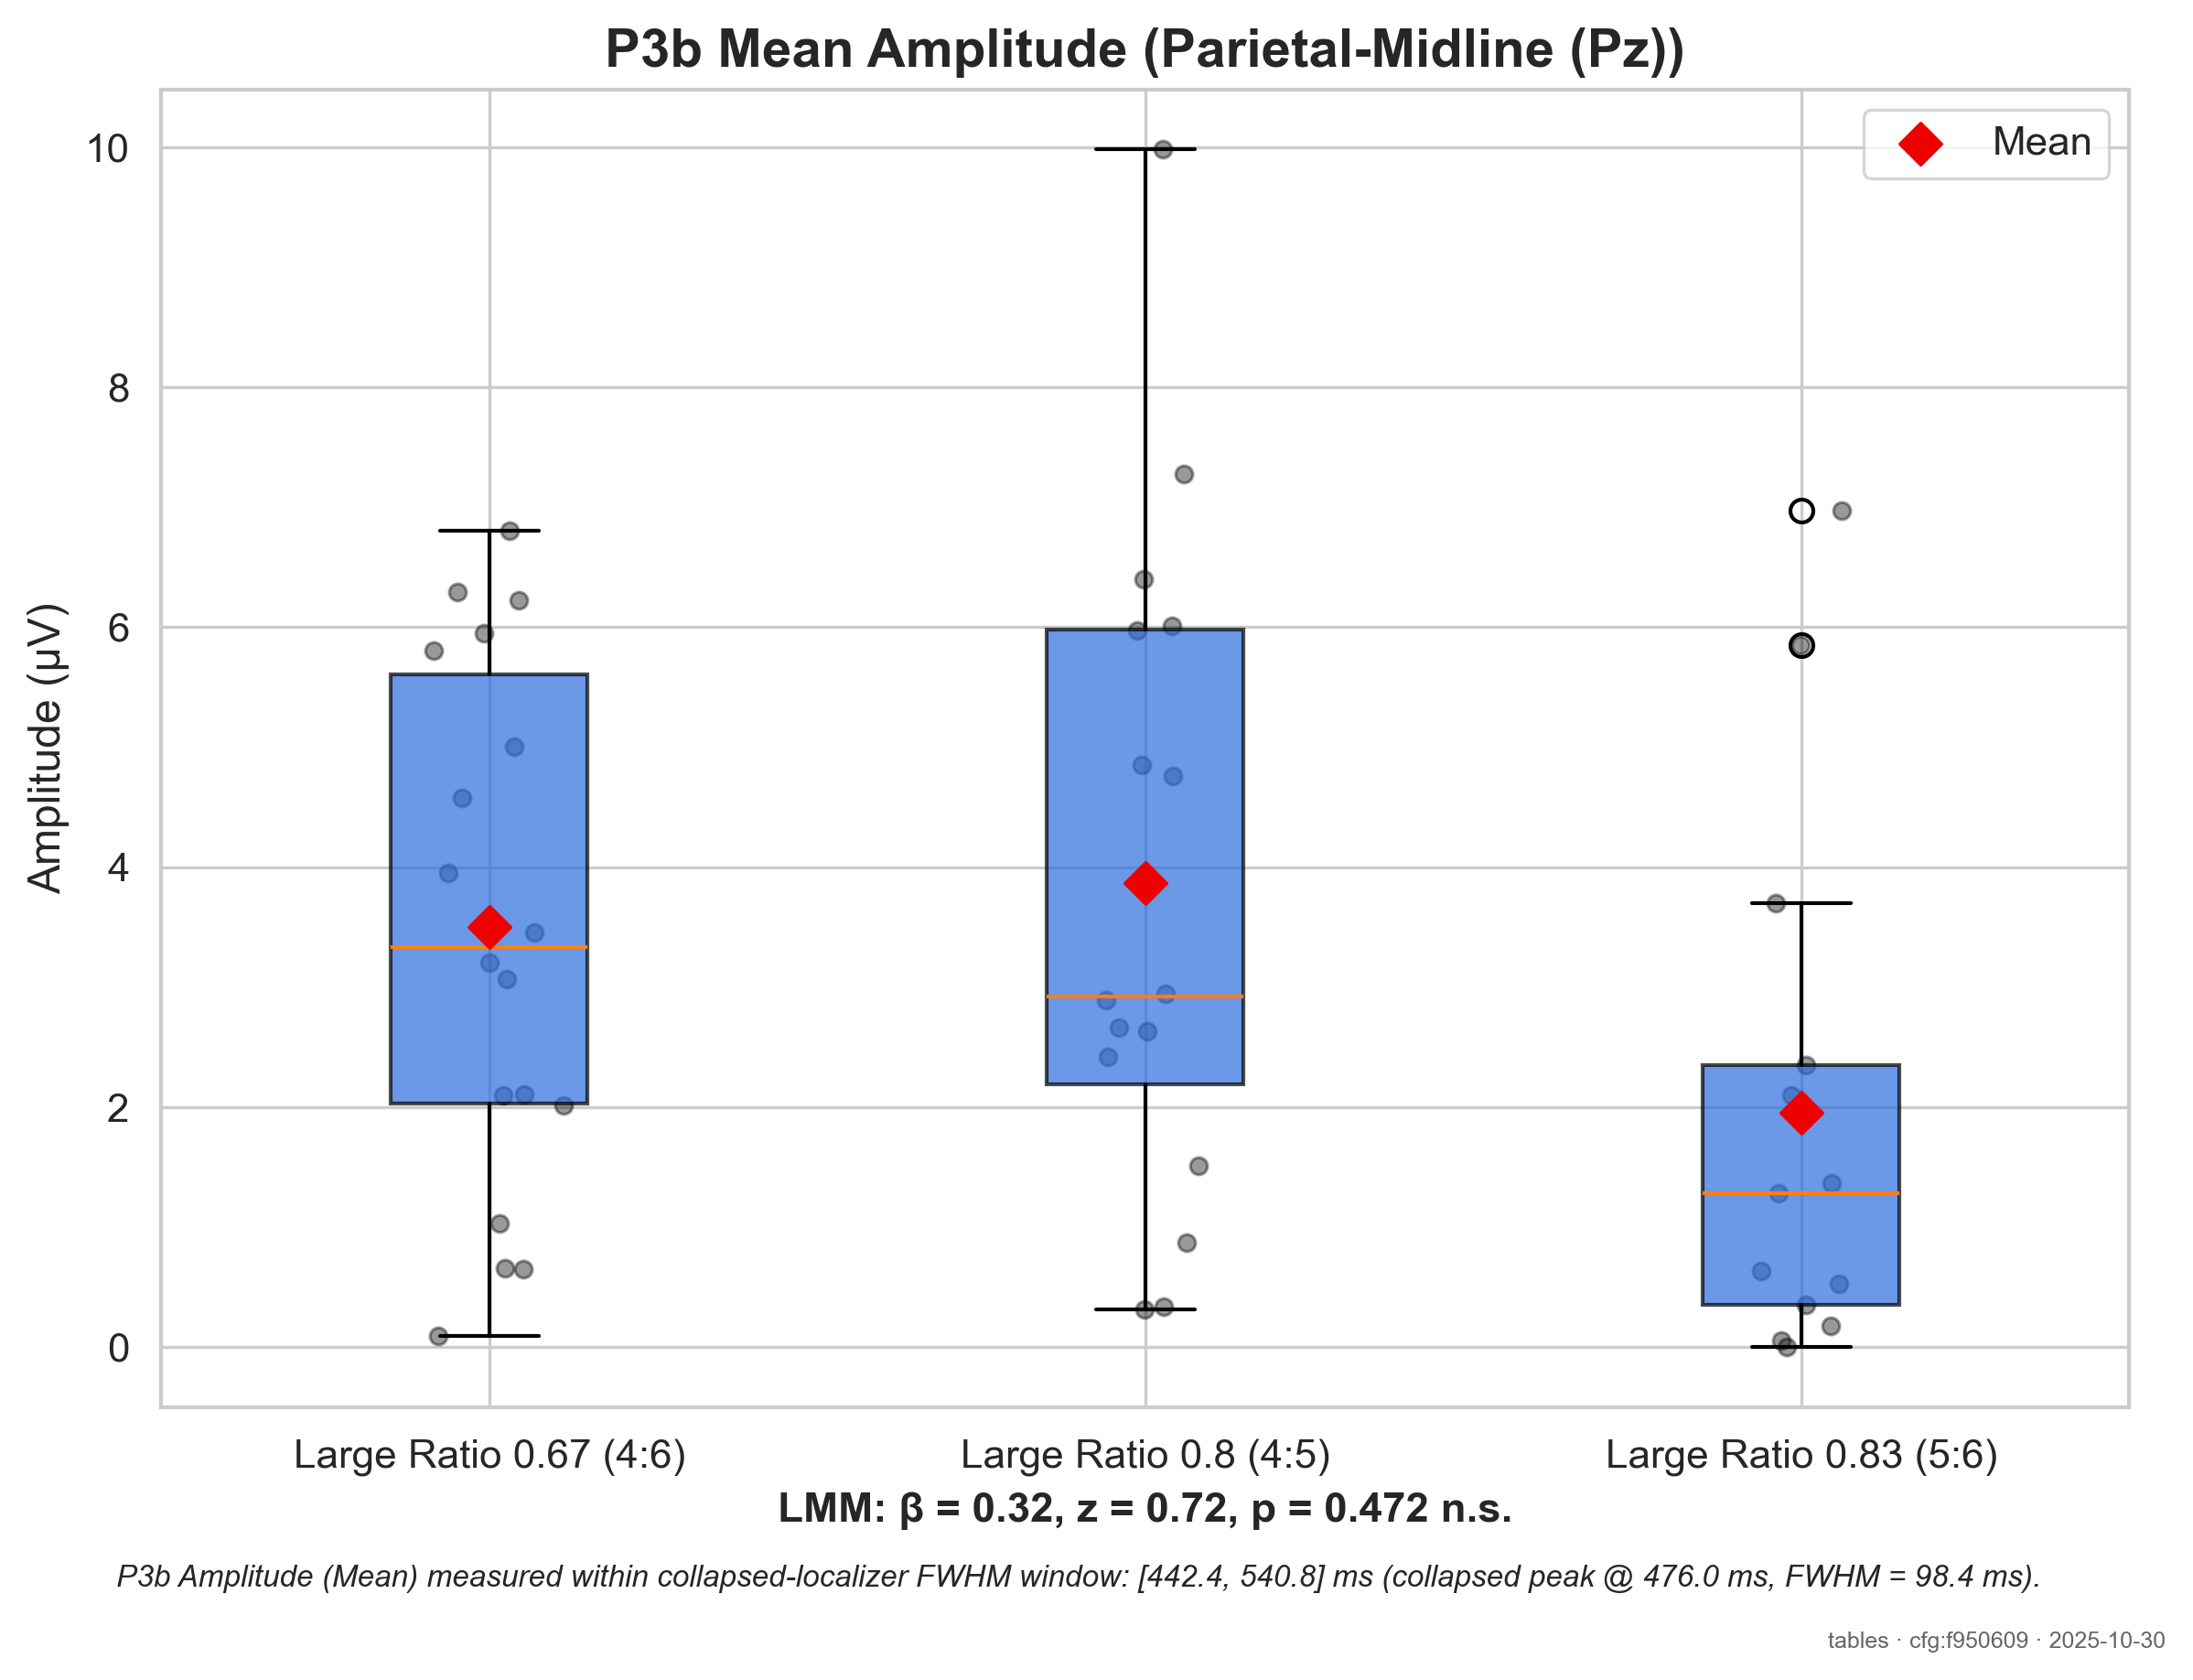 P3b Mean Amplitude (Parietal-Midline (Pz))
Mean
Amplitude (µV)
10
8
6
4
2
0
Large Ratio 0.67 (4:6)
Large Ratio 0.8 (4:5)
Large Ratio 0.83 (5:6)
LMM: β = 0.32, z = 0.72, p = 0.472 n.s.
P3b Amplitude (Mean) measured within collapsed-localizer FWHM window: [442.4, 540.8] ms (collapsed peak @ 476.0 ms, FWHM = 98.4 ms).
tables · cfg:f950609 · 2025-10-30